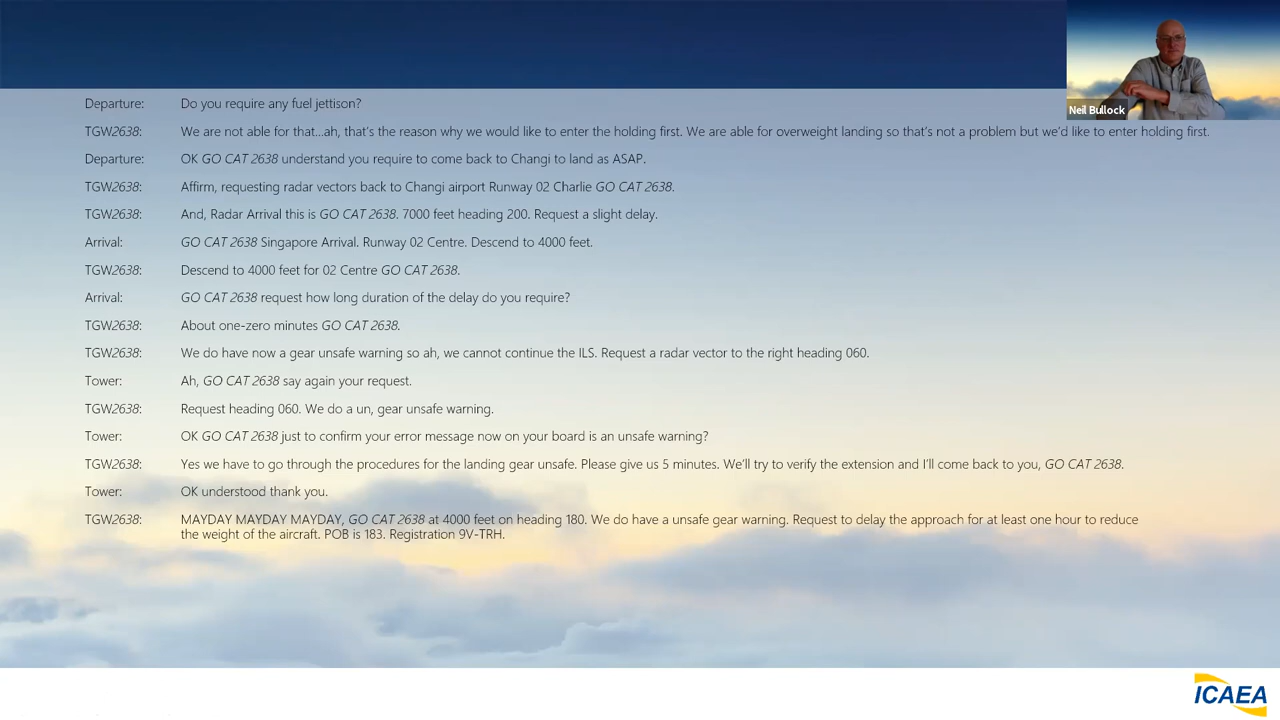 Neil Bullock
Departure: Do you require any fuel jettison?
TGW2638: We are not able for that...ah, that's the reason why we would like to enter the holding first. We are able for overweight landing so that's not a problem but we'd like to enter holding first.
Departure: OK GO CAT 2638 understand you require to come back to Changi to land as ASAP.
TGW2638: Affirm, requesting radar vectors back to Changi airport Runway 02 Charlie GO CAT 2638.
TGW2638: And, Radar Arrival this is GO CAT 2638. 7000 feet heading 200. Request a slight delay.
Arrival: GO CAT 2638 Singapore Arrival. Runway 02 Centre. Descend to 4000 feet.
TGW2638: Descend to 4000 feet for 02 Centre GO CAT 2638.
Arrival: GO CAT 2638 request how long duration of the delay do you require?
TGW2638: About one-zero minutes GO CAT 2638.
TGW2638: We do have now a gear unsafe warning so ah, we cannot continue the ILS. Request a radar vector to the right heading 060.
Tower: Ah, GO CAT 2638 say again your request.
TGW2638: Request heading 060. We do a un, gear unsafe warning.
Tower: OK GO CAT 2638 just to confirm your error message now on your board is an unsafe warning?
TGW2638: Yes we have to go through the procedures for the landing gear unsafe. Please give us 5 minutes. We'll try to verify the extension and I'll come back to you, GO CAT 2638.
Tower: OK understood thank you.
TGW2638: MAYDAY MAYDAY MAYDAY, GO CAT 2638 at 4000 feet on heading 180. We do have a unsafe gear warning. Request to delay the approach for at least one hour to reduce
the weight of the aircraft. POB is 183. Registration 9V-TRH.
ICAEA